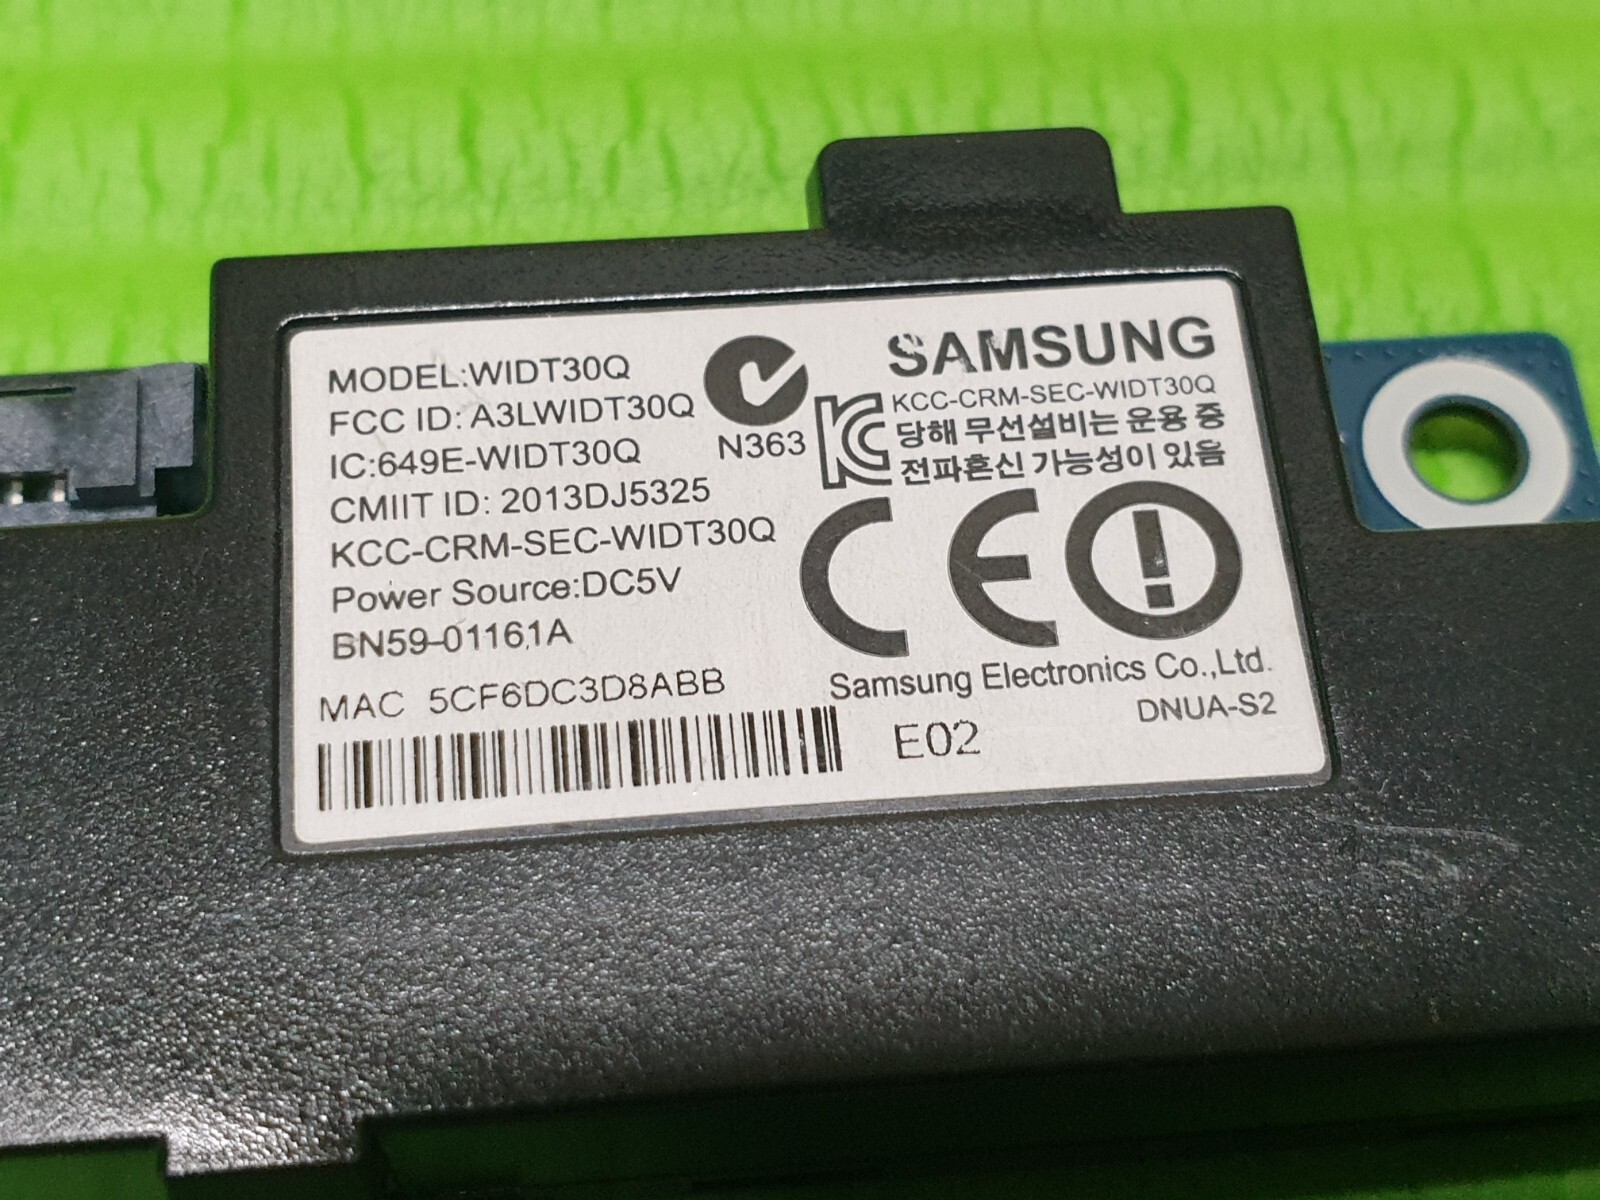 MODEL:WIDT30Q
FCC ID: A3LWIDT30Q
IC:649E-WIDT30Q
CMIIT ID: 2013DJ5325
KCC-CRM-SEC-WIDT30Q
Power Source:DC5V
BN59-01161A
MAC 5CF6DC3D8ABB
N363
SAMSUNG
KCC-CRM-SEC-WIDT30Q
당해 무선설비는 운용 중
전파혼신 가능성이 있음
CE
Samsung Electronics Co.,Ltd.
DNUA-S2
E02